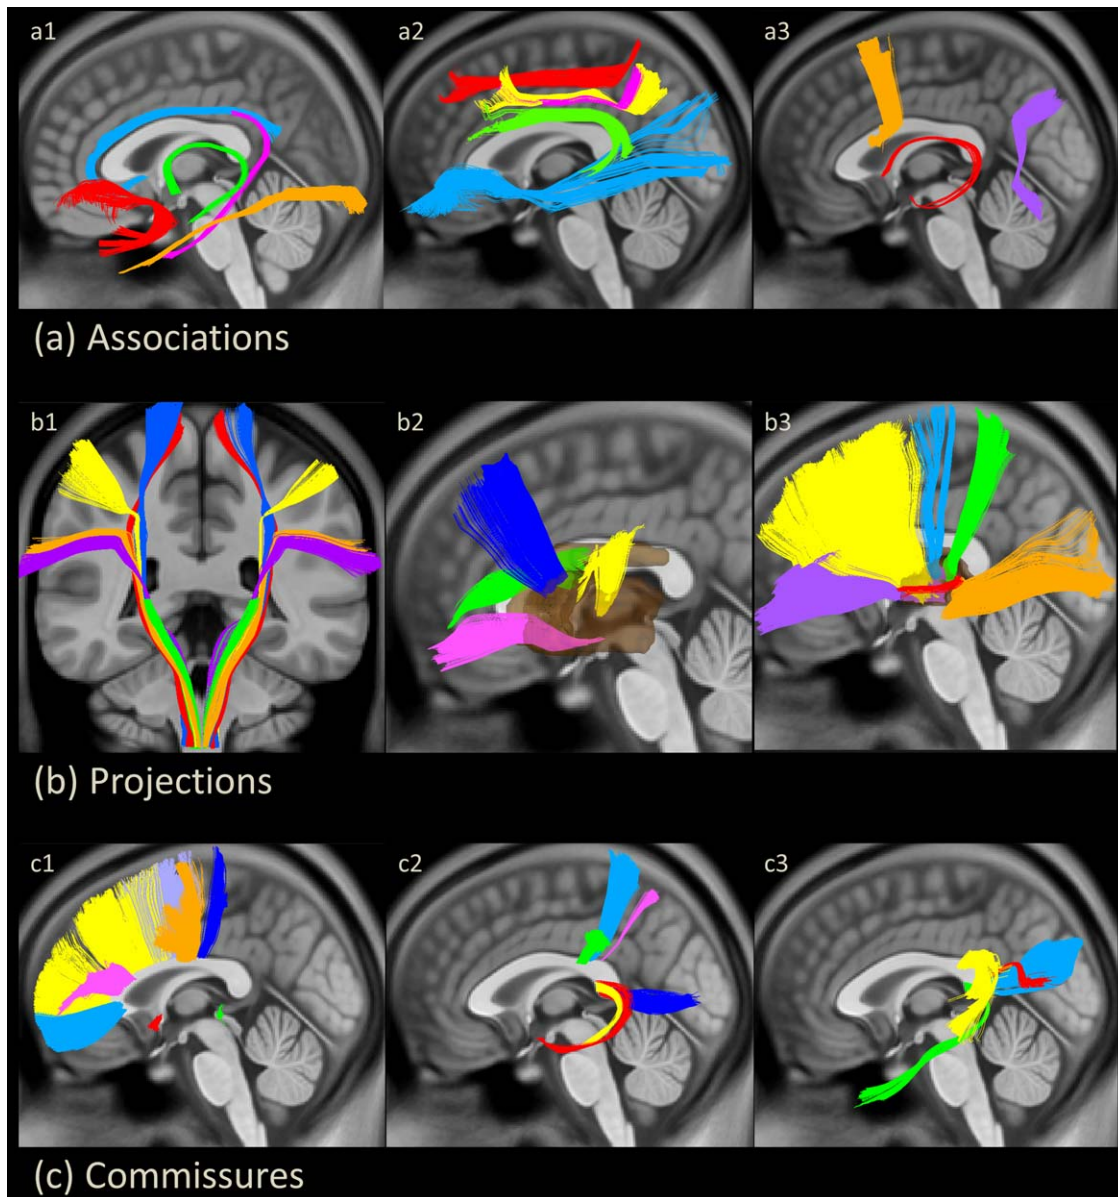 a1 a2 a3
(a) Associations
b1 b2 b3
(b) Projections
c1 c2 c3
(c) Commissures